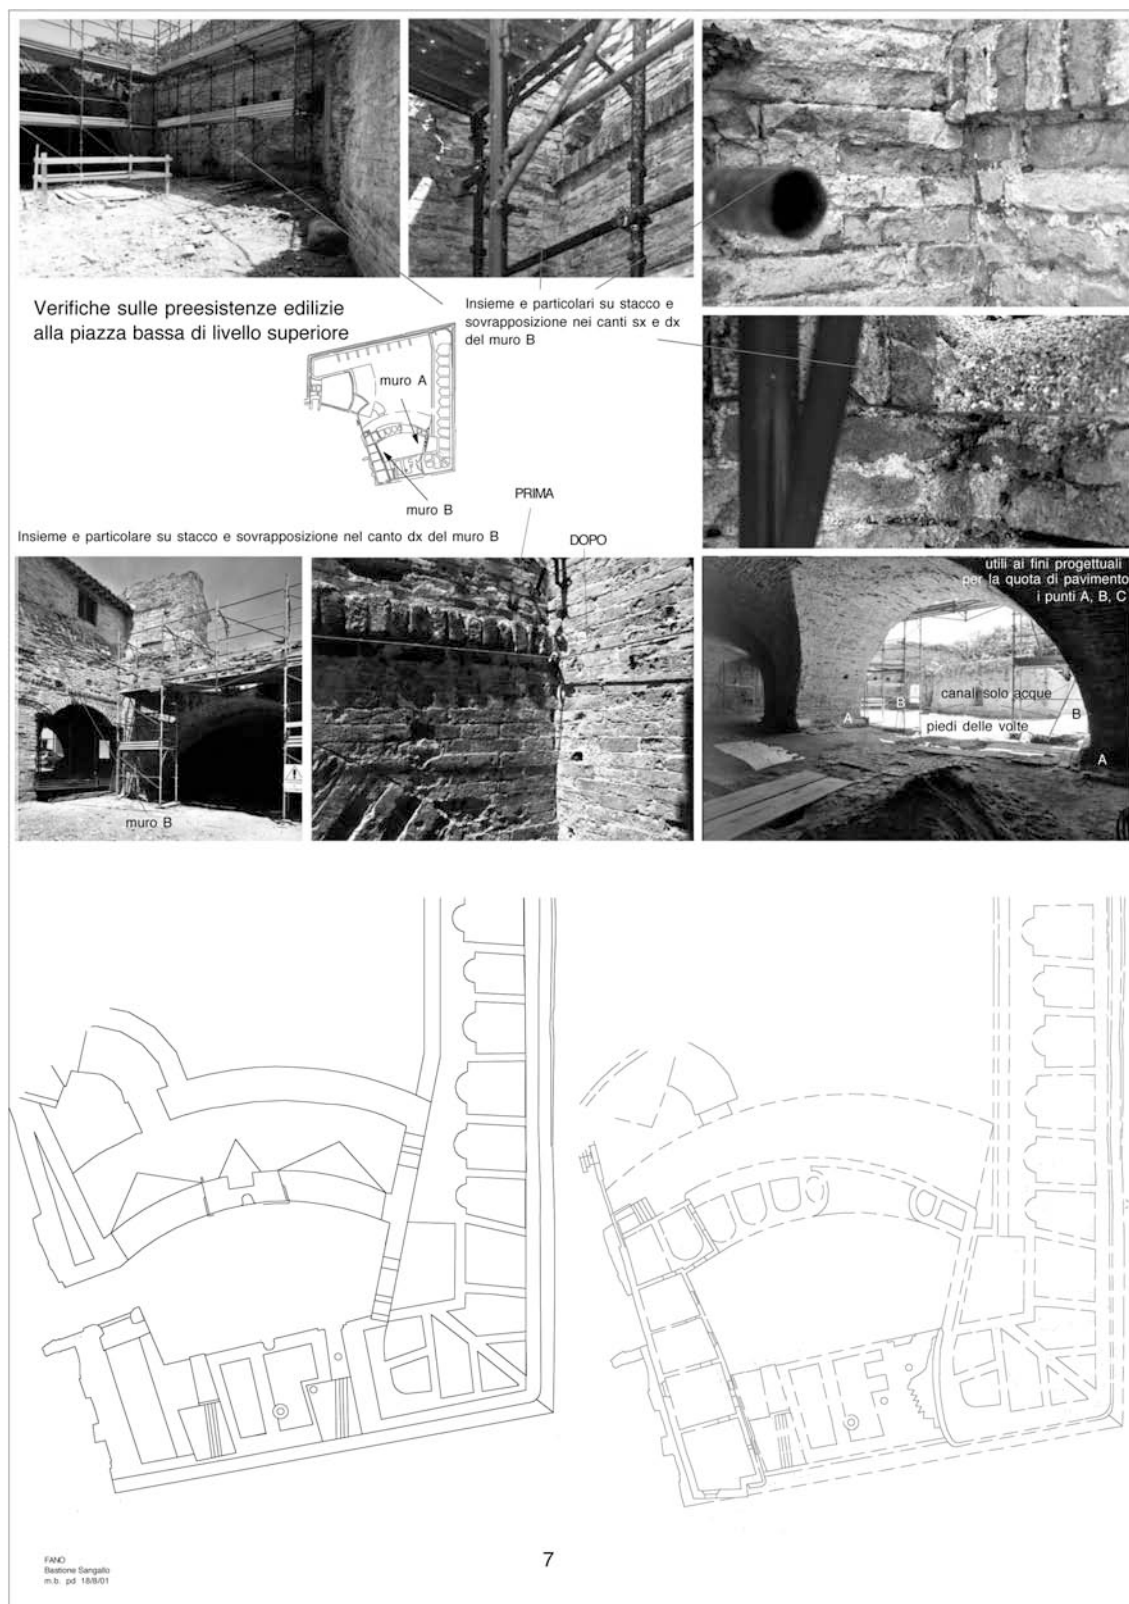 Verifiche sulle preesistenze edilizie
alla piazza bassa di livello superiore
Insieme e particolari su stacco e
sovrapposizione nei canti sx e dx
del muro B
muro A
muro B
PRIMA
DOPO
Insieme e particolare su stacco e sovrapposizione nel canto dx del muro B
muro B
utili ai fini progettuali
per la quota di pavimento
i punti A, B, C
canale solo acque
B
B
A
piedi delle volte
A
FANO
Bastione Sangallo
m.b. pd 18/8/01
7